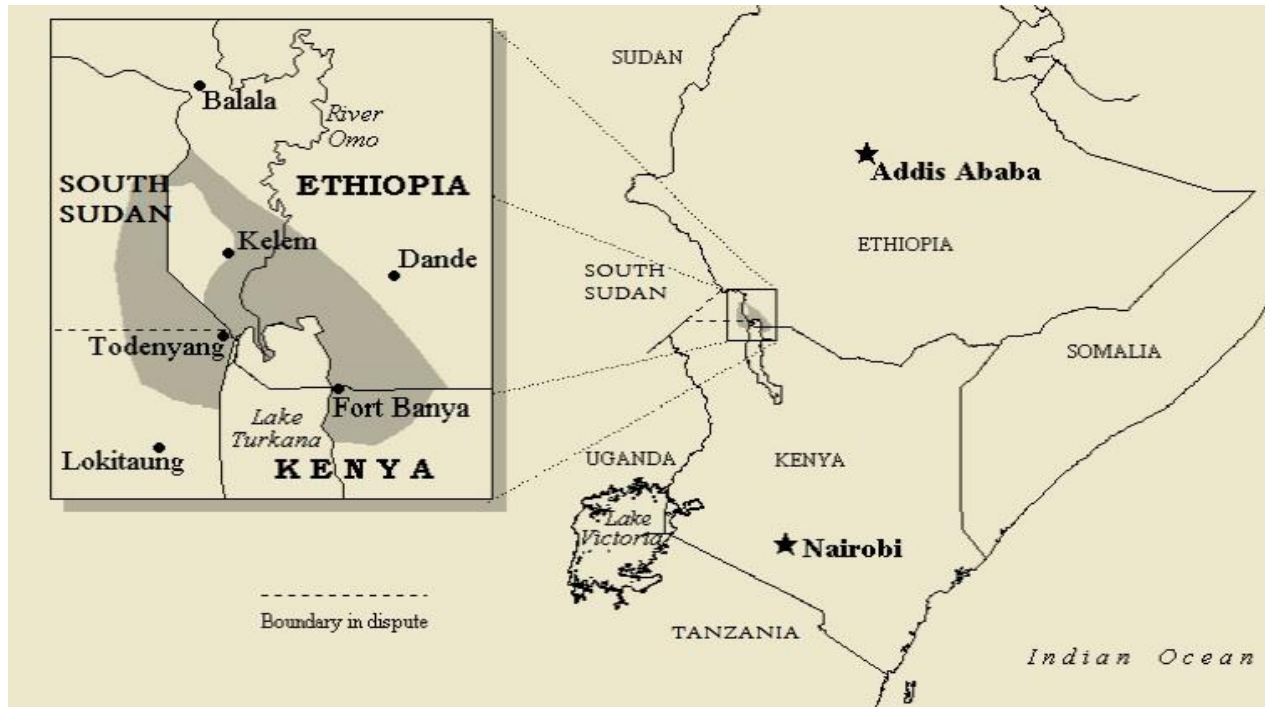 Balala
River
Omo
SOUTH
SUDAN
ETHIOPIA
Kelem
Dande
Todenyang
Fort Banya
Lake
Turkana
Lokitaung
KENYA
Boundary in dispute
SUDAN
Addis Ababa
ETHIOPIA
SOUTH
SUDAN
SOMALIA
UGANDA
KENYA
Lake
Victoria
Nairobi
TANZANIA
Indian Ocean